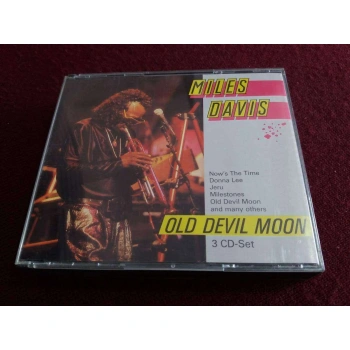 MILES
DAVIS
Now's The Time
Donna Lee
Jeru
Milestones
Old Devil Moon
and many others
OLD DEVIL MOON
3 CD-Set